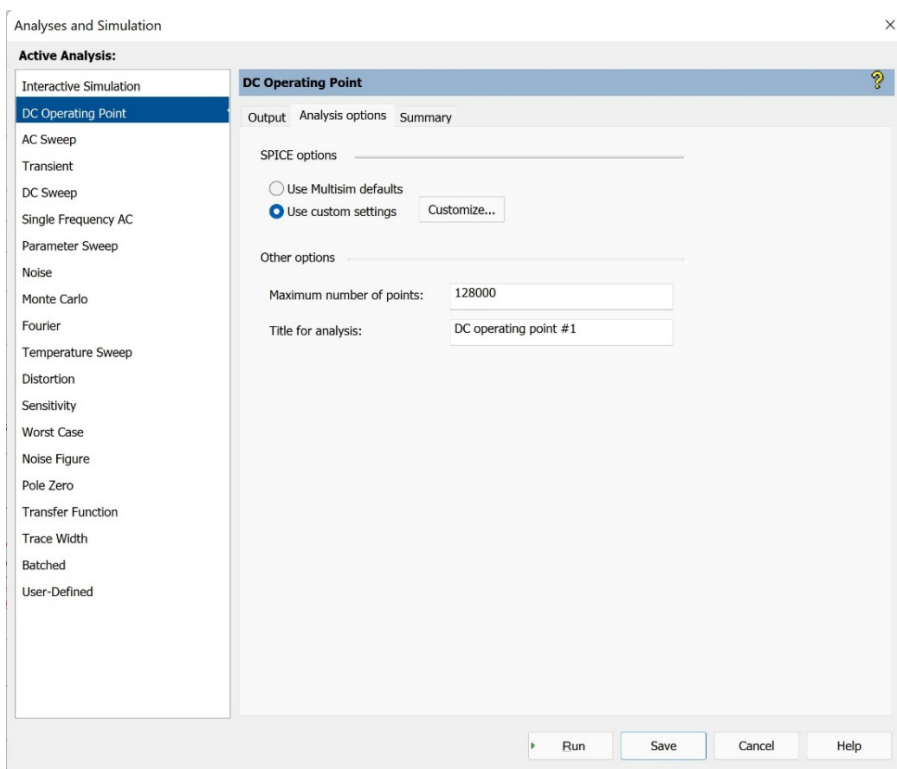 Analyses and Simulation
Active Analysis:
Interactive Simulation
DC Operating Point
AC Sweep
Transient
DC Sweep
Single Frequency AC
Parameter Sweep
Noise
Monte Carlo
Fourier
Temperature Sweep
Distortion
Sensitivity
Worst Case
Noise Figure
Pole Zero
Transfer Function
Trace Width
Batched
User-Defined
DC Operating Point
Output Analysis options Summary
SPICE options
Use Multisim defaults
Use custom settings Customize...
Other options
Maximum number of points: 128000
Title for analysis: DC operating point #1
Run Save Cancel Help